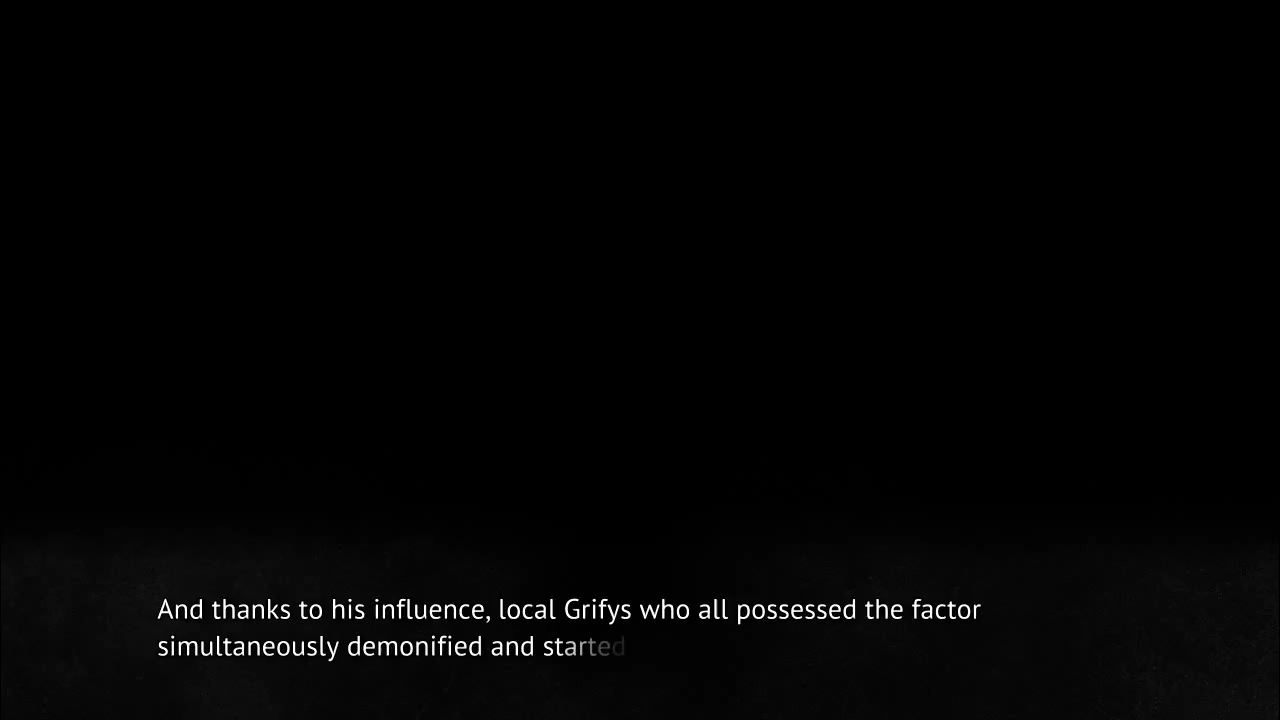 And thanks to his influence, local Grifys who all possessed the factor
simultaneously demonified and started